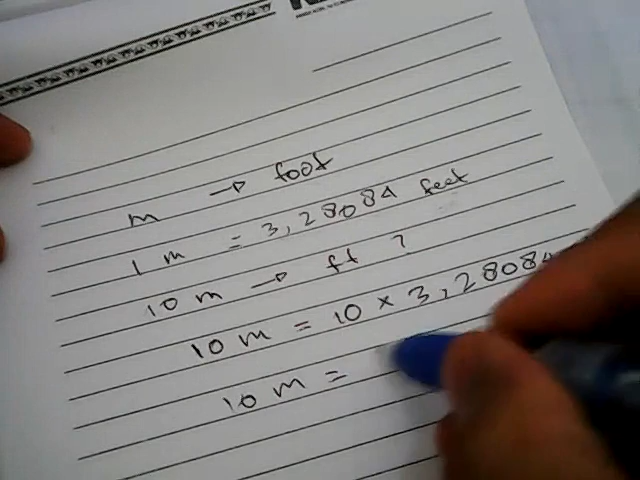 m → foot
1 m = 3,28084 feet
10 m → ft ?
10 m = 10 × 3,28084
10 m =